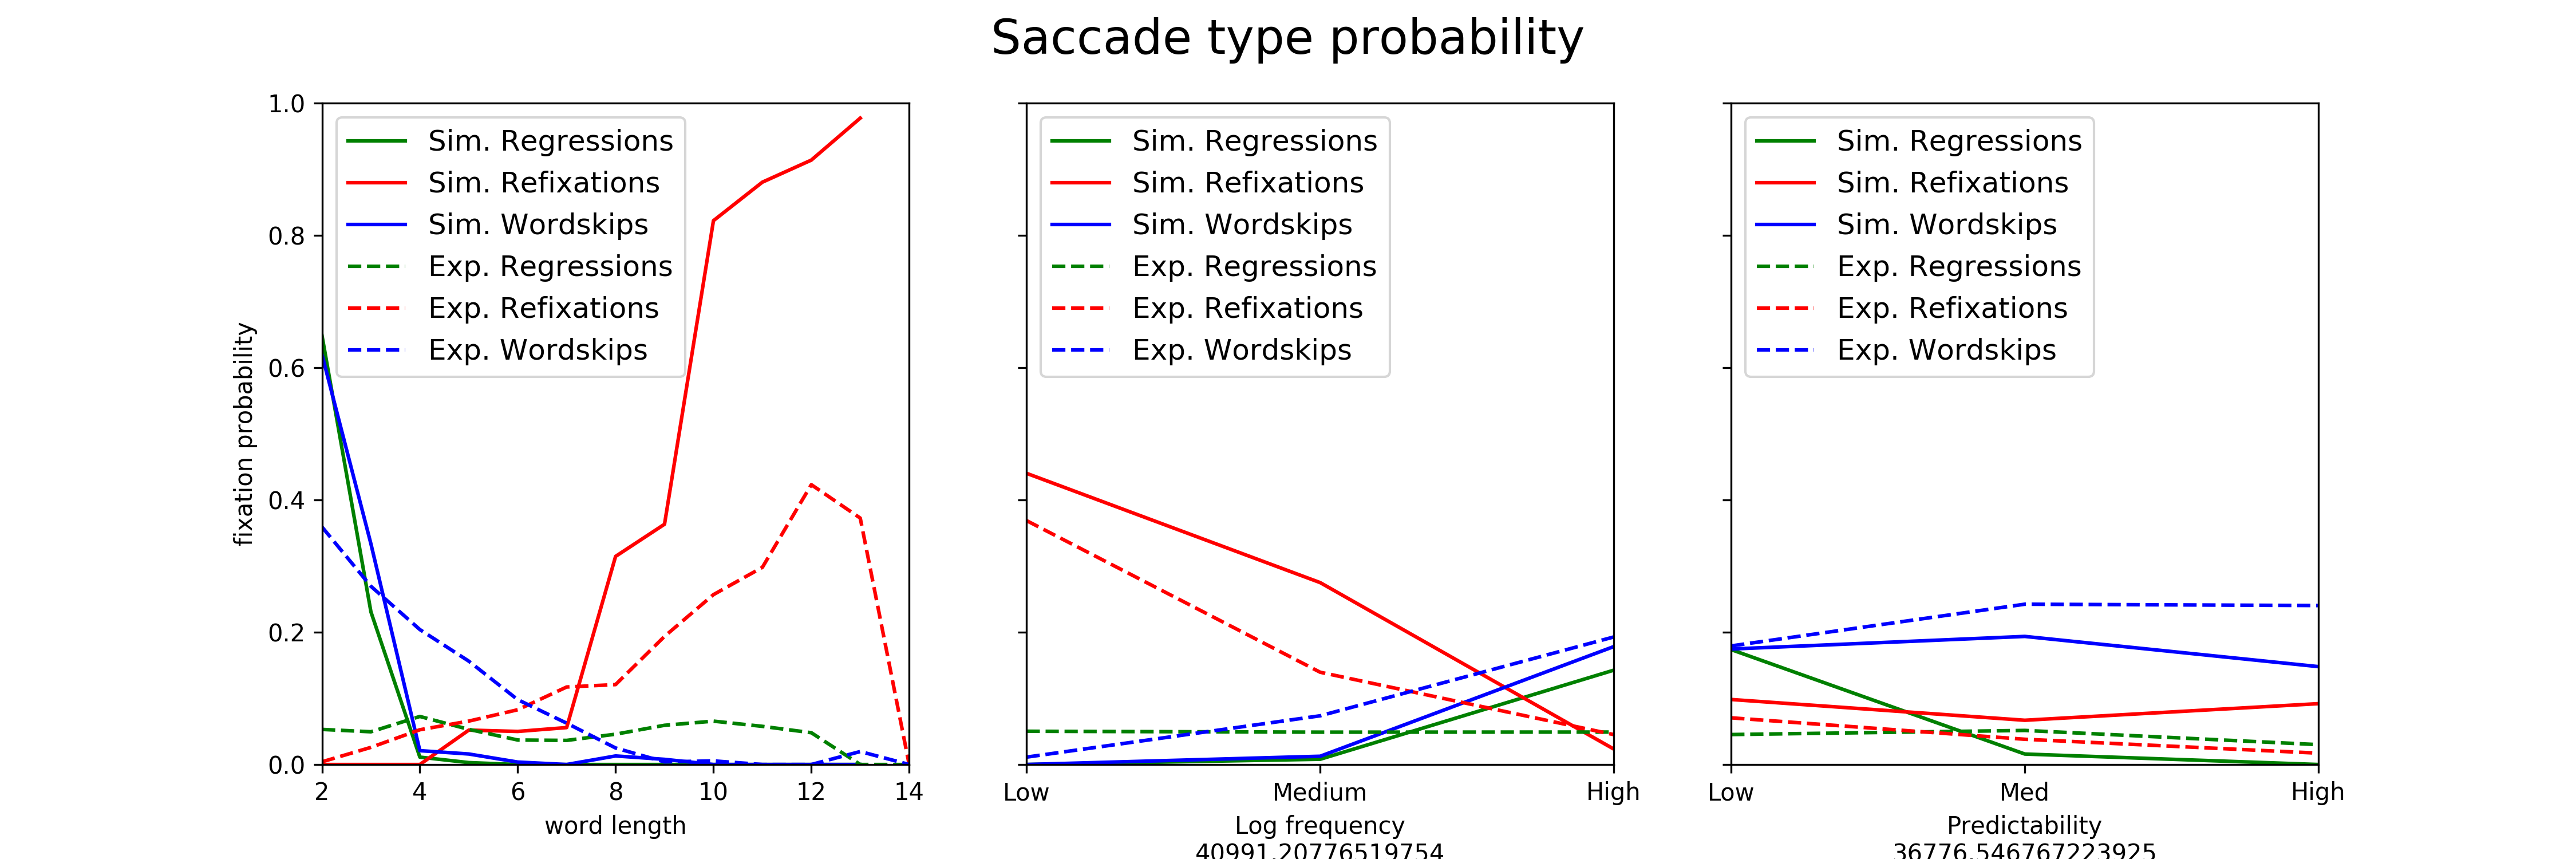 Saccade type probability
fixation probability
1.0
0.8
0.6
0.4
0.2
0.0
Sim. Regressions
Sim. Refixations
Sim. Wordskips
Exp. Regressions
Exp. Refixations
Exp. Wordskips
2 4 6 8 10 12 14
word length
Sim. Regressions
Sim. Refixations
Sim. Wordskips
Exp. Regressions
Exp. Refixations
Exp. Wordskips
Low Medium High
Log frequency
40991.20776519754
Sim. Regressions
Sim. Refixations
Sim. Wordskips
Exp. Regressions
Exp. Refixations
Exp. Wordskips
Low Med High
Predictability
36776.546767223925